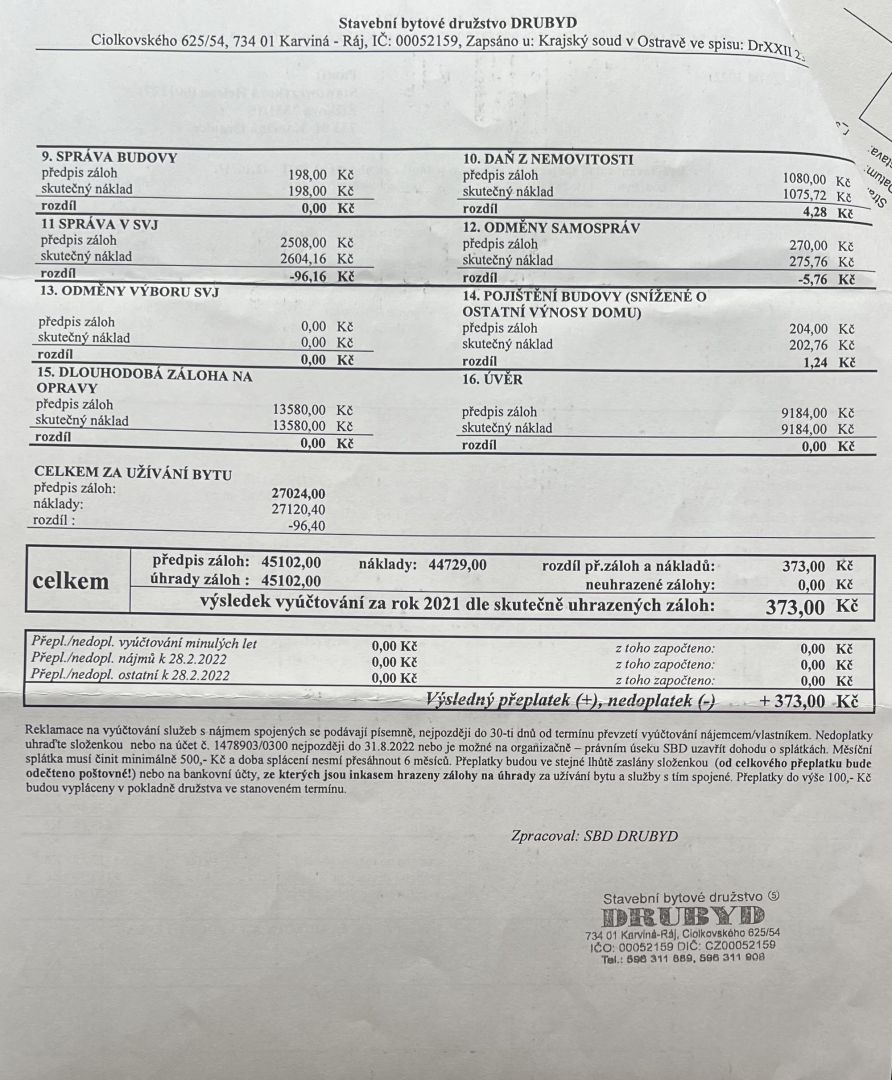 Stavební bytové družstvo DRUBYD
Ciolkovského 625/54, 734 01 Karviná - Ráj, IČ: 00052159, Zapsáno u: Krajský soud v Ostravě ve spisu: DrXXII
9. SPRÁVA BUDOVY
předpis záloh 198,00 Kč
skutečný náklad 198,00 Kč
rozdíl 0,00 Kč
10. DAŇ Z NEMOVITOSTI
předpis záloh 1080,00 Kč
skutečný náklad 1075,72 Kč
rozdíl 4,28 Kč
11 SPRÁVA V SVJ
předpis záloh 2508,00 Kč
skutečný náklad 2604,16 Kč
rozdíl -96,16 Kč
12. ODMĚNY SAMOSPRÁV
předpis záloh 270,00 Kč
skutečný náklad 275,76 Kč
rozdíl -5,76 Kč
13. ODMĚNY VÝBORU SVJ
předpis záloh 0,00 Kč
skutečný náklad 0,00 Kč
rozdíl 0,00 Kč
14. POJIŠTĚNÍ BUDOVY (SNÍŽENÉ O
OSTATNÍ VÝNOSY DOMU)
předpis záloh 204,00 Kč
skutečný náklad 202,76 Kč
rozdíl 1,24 Kč
15. DLOUHODOBÁ ZÁLOHA NA
OPRAVY
předpis záloh 13580,00 Kč
skutečný náklad 13580,00 Kč
rozdíl 0,00 Kč
16. ÚVĚR
předpis záloh 9184,00 Kč
skutečný náklad 9184,00 Kč
rozdíl 0,00 Kč
CELKEM ZA UŽÍVÁNÍ BYTU
předpis záloh: 27024,00
náklady: 27120,40
rozdíl : -96,40
celkem
předpis záloh: 45102,00 náklady: 44729,00 rozdíl př.záloh a nákladů: 373,00 Kč
úhrady záloh : 45102,00 neuhrazené zálohy: 0,00 Kč
výsledek vyúčtování za rok 2021 dle skutečně uhrazených záloh: 373,00 Kč
Přepl./nedopl. vyúčtování minulých let 0,00 Kč z toho započteno: 0,00 Kč
Přepl./nedopl. nájmů k 28.2.2022 0,00 Kč z toho započteno: 0,00 Kč
Přepl./nedopl. ostatní k 28.2.2022 0,00 Kč z toho započteno: 0,00 Kč
Výsledný přeplatek (+), nedoplatek (-) + 373,00 Kč
Reklamace na vyúčtování služeb s nájmem spojených se podávají písemně, nejpozději do 30-ti dnů od termínu převzetí vyúčtování nájemcem/vlastníkem. Nedoplatky
uhraďte složenkou nebo na účet č. 1478903/0300 nejpozději do 31.8.2022 nebo je možné na organizačně – právním úseku SBD uzavřít dohodu o splátkách. Měsíční
splátka musí činit minimálně 500,- Kč a doba splácení nesmí přesáhnout 6 měsíců. Přeplatky budou ve stejné lhůtě zaslány složenkou (od celkového přeplatku bude
odečteno poštovné!) nebo na bankovní účty, ze kterých jsou inkasem hrazeny zálohy na úhrady za užívání bytu a služby s tím spojené. Přeplatky do výše 100,- Kč
budou vypláceny v pokladně družstva ve stanoveném termínu.
Zpracoval: SBD DRUBYD
Stavební bytové družstvo ⑤
DRUBYD
734 01 Karviná-Ráj, Ciolkovského 625/54
IČO: 00052159 DIČ: CZ00052159
Tel.: 596 311 669, 596 311 908